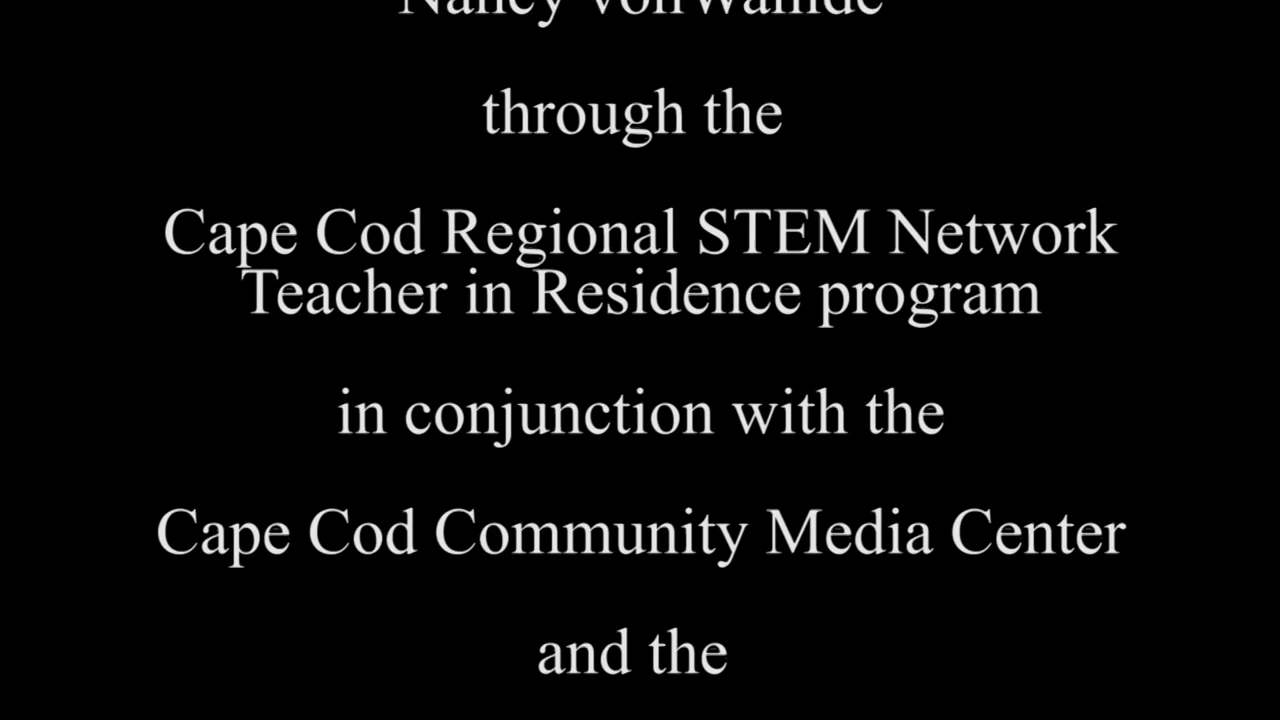 Nancy
through the
Cape Cod Regional STEM Network
Teacher in Residence program
in conjunction with the
Cape Cod Community Media Center
and the